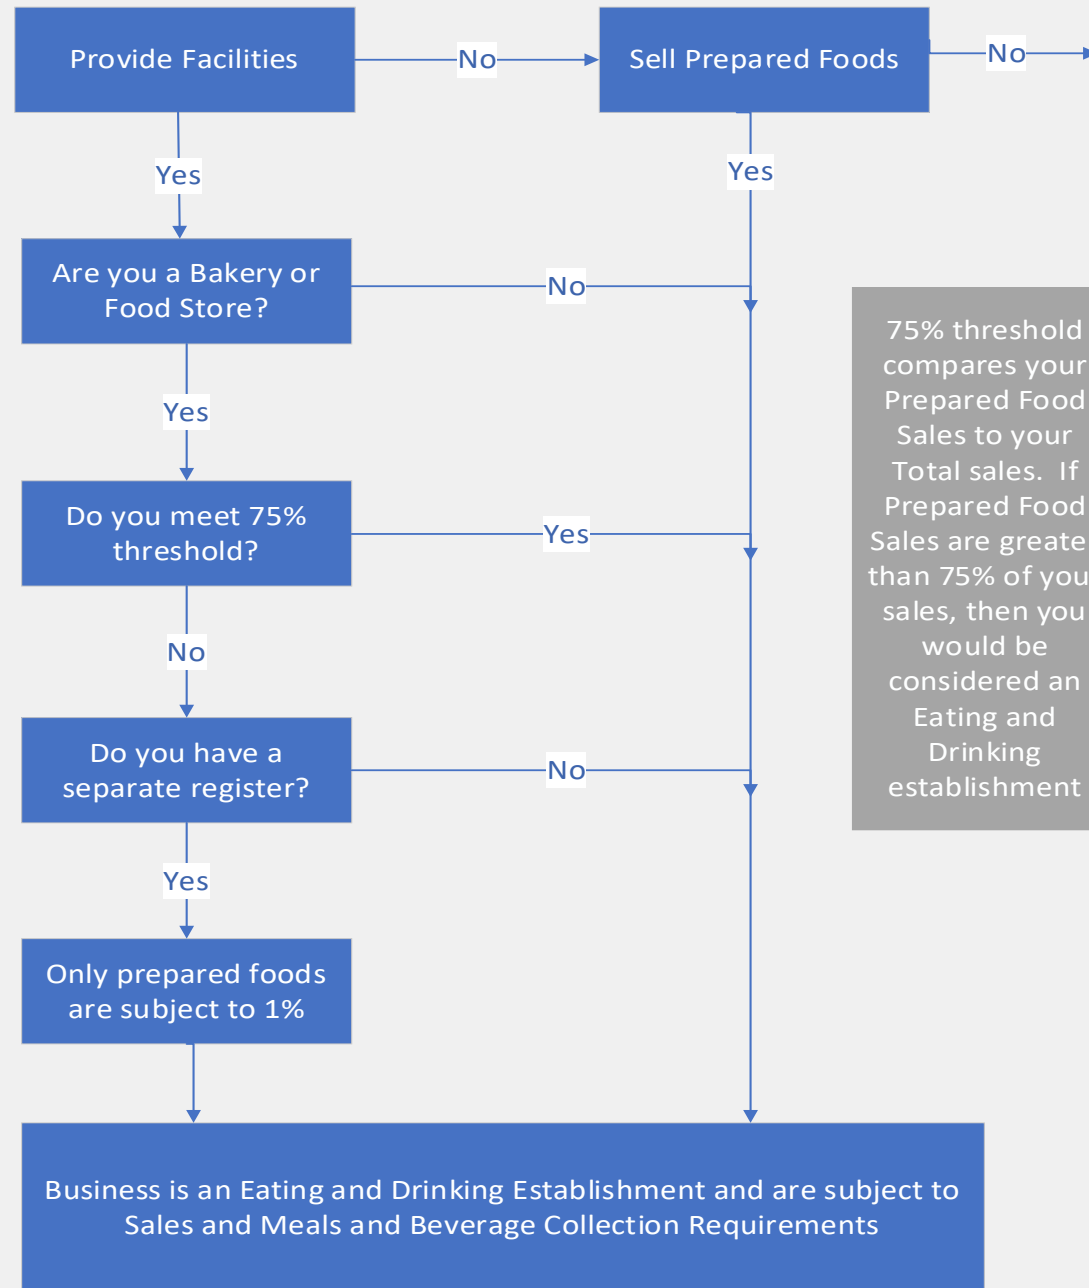 Provide Facilities
No
Sell Prepared Foods
No
Yes
Yes
Are you a Bakery or
Food Store?
No
Yes
Do you meet 75%
threshold?
Yes
No
Do you have a
separate register?
No
Yes
Only prepared foods
are subject to 1%
75% threshold
compares your
Prepared Food
Sales to your
Total sales. If
Prepared Food
Sales are greate
than 75% of you
sales, then you
would be
considered an
Eating and
Drinking
establishment
Business is an Eating and Drinking Establishment and are subject to
Sales and Meals and Beverage Collection Requirements